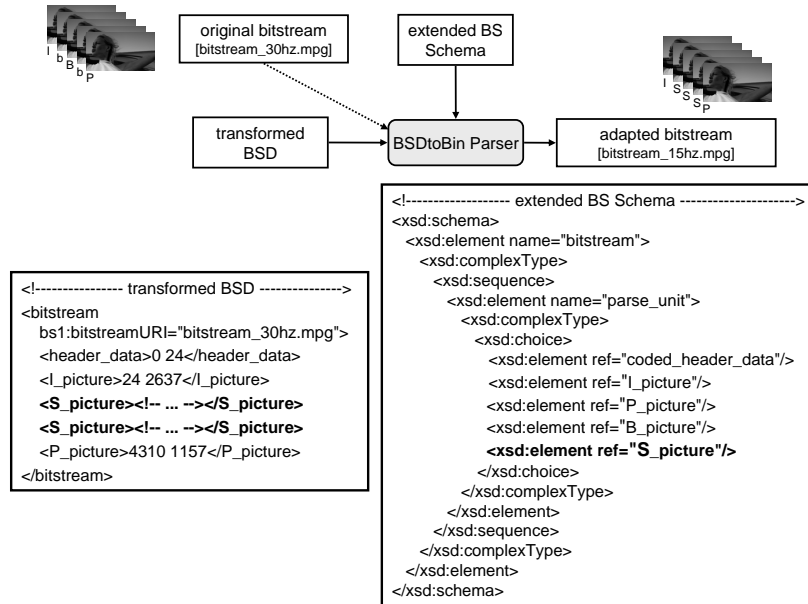 original bitstream
[bitstream_30hz.mpg]
extended BS
Schema
I
b
B
b
P
I
S
S
S
P
transformed
BSD
BSDtoBin Parser
adapted bitstream
[bitstream_15hz.mpg]
<!---------------- transformed BSD --------------->
<bitstream
bs1:bitstreamURI="bitstream_30hz.mpg">
<header_data>0 24</header_data>
<I_picture>24 2637</I_picture>
<S_picture><!-- ... --></S_picture>
<S_picture><!-- ... --></S_picture>
<P_picture>4310 1157</P_picture>
</bitstream>
<!------------------- extended BS Schema --------------------->
<xsd:schema>
<xsd:element name="bitstream">
<xsd:complexType>
<xsd:sequence>
<xsd:element name="parse_unit">
<xsd:complexType>
<xsd:choice>
<xsd:element ref="coded_header_data"/>
<xsd:element ref="I_picture"/>
<xsd:element ref="P_picture"/>
<xsd:element ref="B_picture"/>
<xsd:element ref="S_picture"/>
</xsd:choice>
</xsd:complexType>
</xsd:element>
</xsd:sequence>
</xsd:complexType>
</xsd:element>
</xsd:schema>